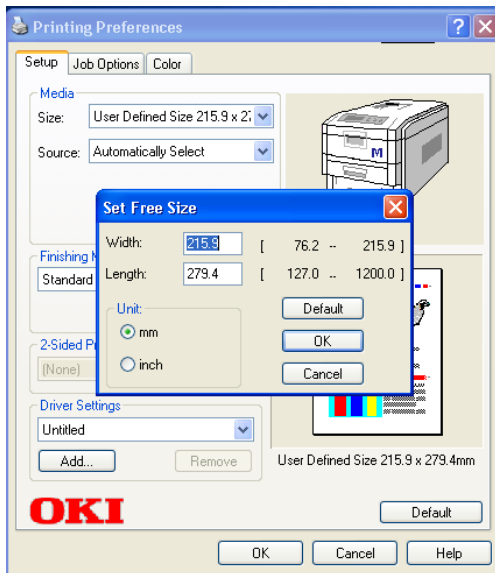 Printing Preferences
Setup
Job Options
Color
Media
Size:
User Defined Size 215.9 x 27
Source:
Automatically Select
M
Set Free Size
Width:
215.9
[ 76.2 -- 215.9 ]
Length:
279.4
[ 127.0 -- 1200.0 ]
Unit:
mm
inch
Default
OK
Cancel
Finishing M
Standard
2-Sided Pr
(None)
Driver Settings
Untitled
Add...
Remove
User Defined Size 215.9 x 279.4mm
OKI
Default
OK
Cancel
Help